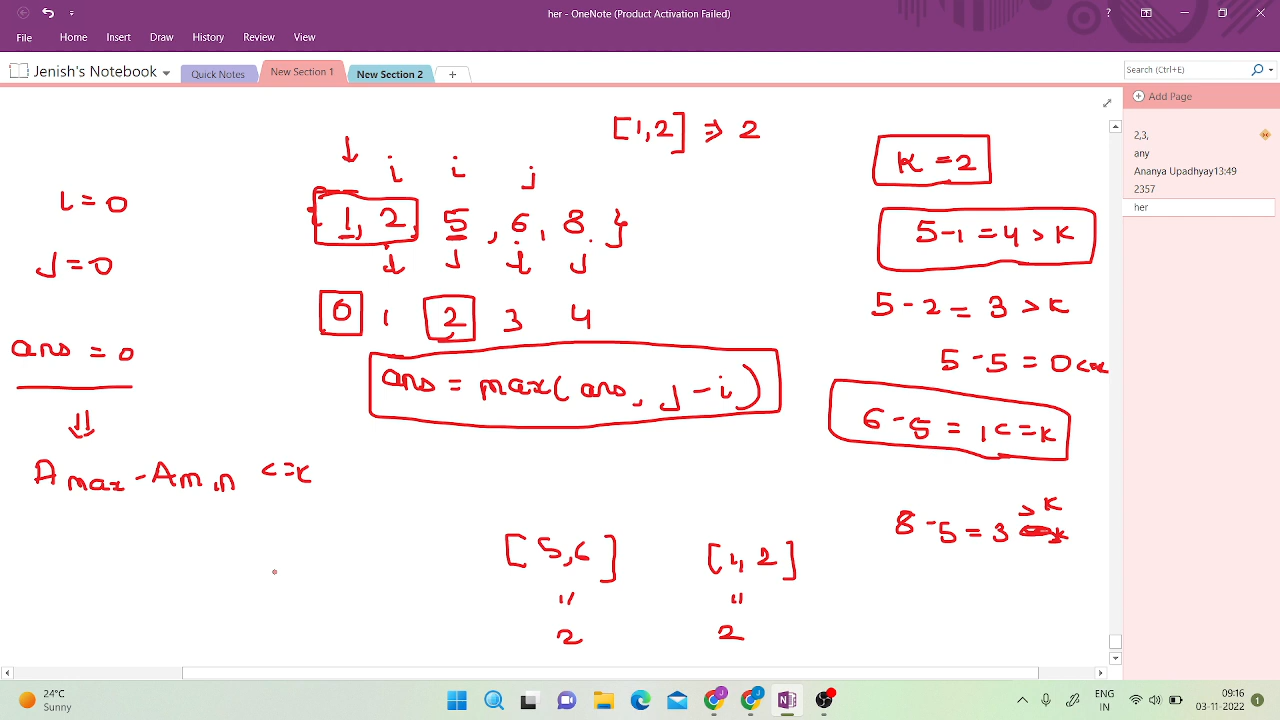 her - OneNote (Product Activation Failed)
File Home Insert Draw History Review View
Jenish's Notebook Quick Notes New Section 1 New Section 2 +
Search (Ctrl+E)
Add Page
2,3,
any
Ananya Upadhyay13:49
2357
her
[1,2] => 2
i i j
i=0
j=0
{1, 2 5, 6, 8}
j j
0 1 2 3 4
ans = 0
ans = max(ans, j - i)
Amax - Amin <=k
k = 2
5-1 = 4 > k
5 - 2 = 3 > k
5 - 5 = 0<=k
6 - 5 = 1 <= k
8 - 5 = 3 > k
[5,6] [1, 2]
2 2
24°C
Sunny
ENG
IN
09:16
03-11-2022